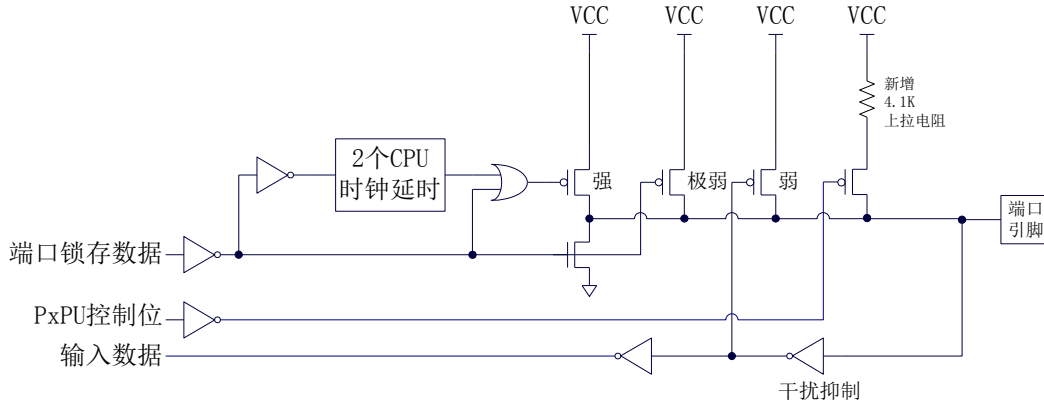 VCC
VCC
VCC
VCC
新增
4.1K
上拉电阻
2个CPU
时钟延时
强
极弱
弱
端口
引脚
端口锁存数据
PxPU控制位
输入数据
干扰抑制